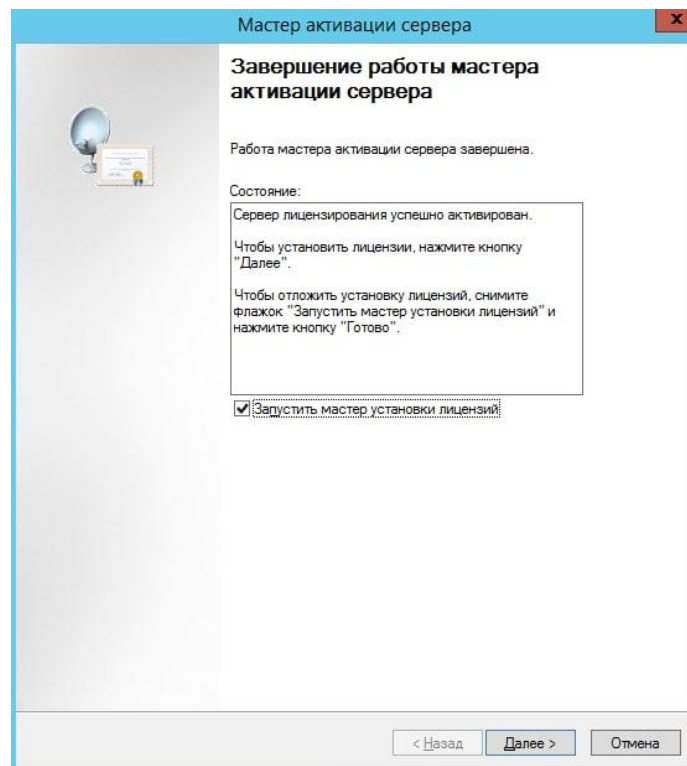 Мастер активации сервера
x
Завершение работы мастера
активации сервера
Работа мастера активации сервера завершена.
Состояние:
Сервер лицензирования успешно активирован.
Чтобы установить лицензии, нажмите кнопку
"Далее".
Чтобы отложить установку лицензий, снимите
флажок "Запустить мастер установки лицензий" и
нажмите кнопку "Готово".
Запустить мастер установки лицензий
< Назад Далее > Отмена